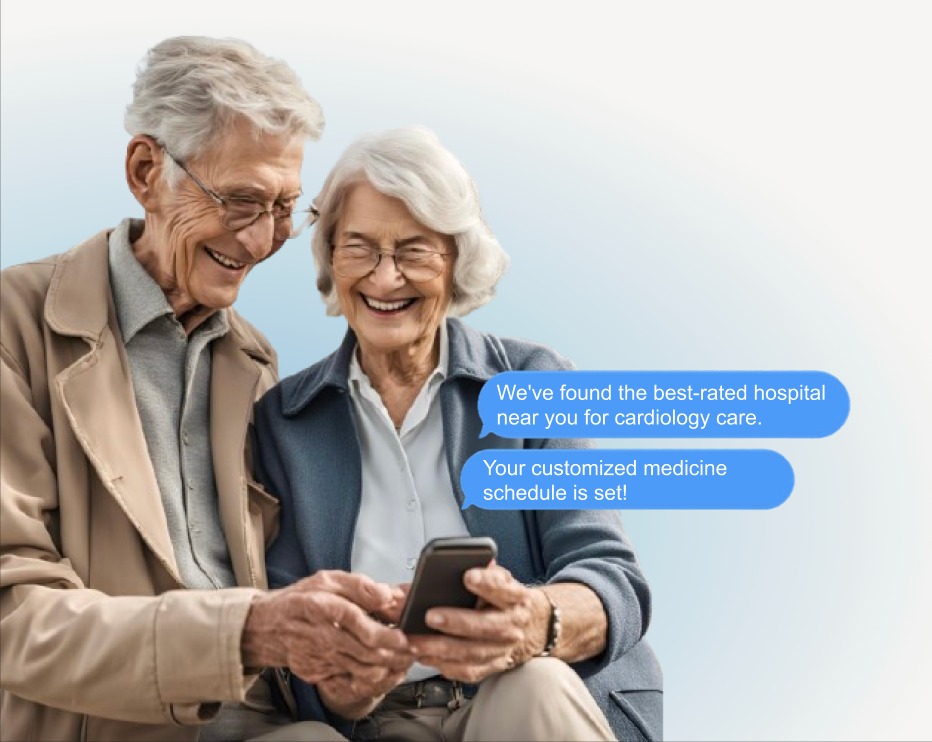 We've found the best-rated hospital
near you for cardiology care.
Your customized medicine
schedule is set!